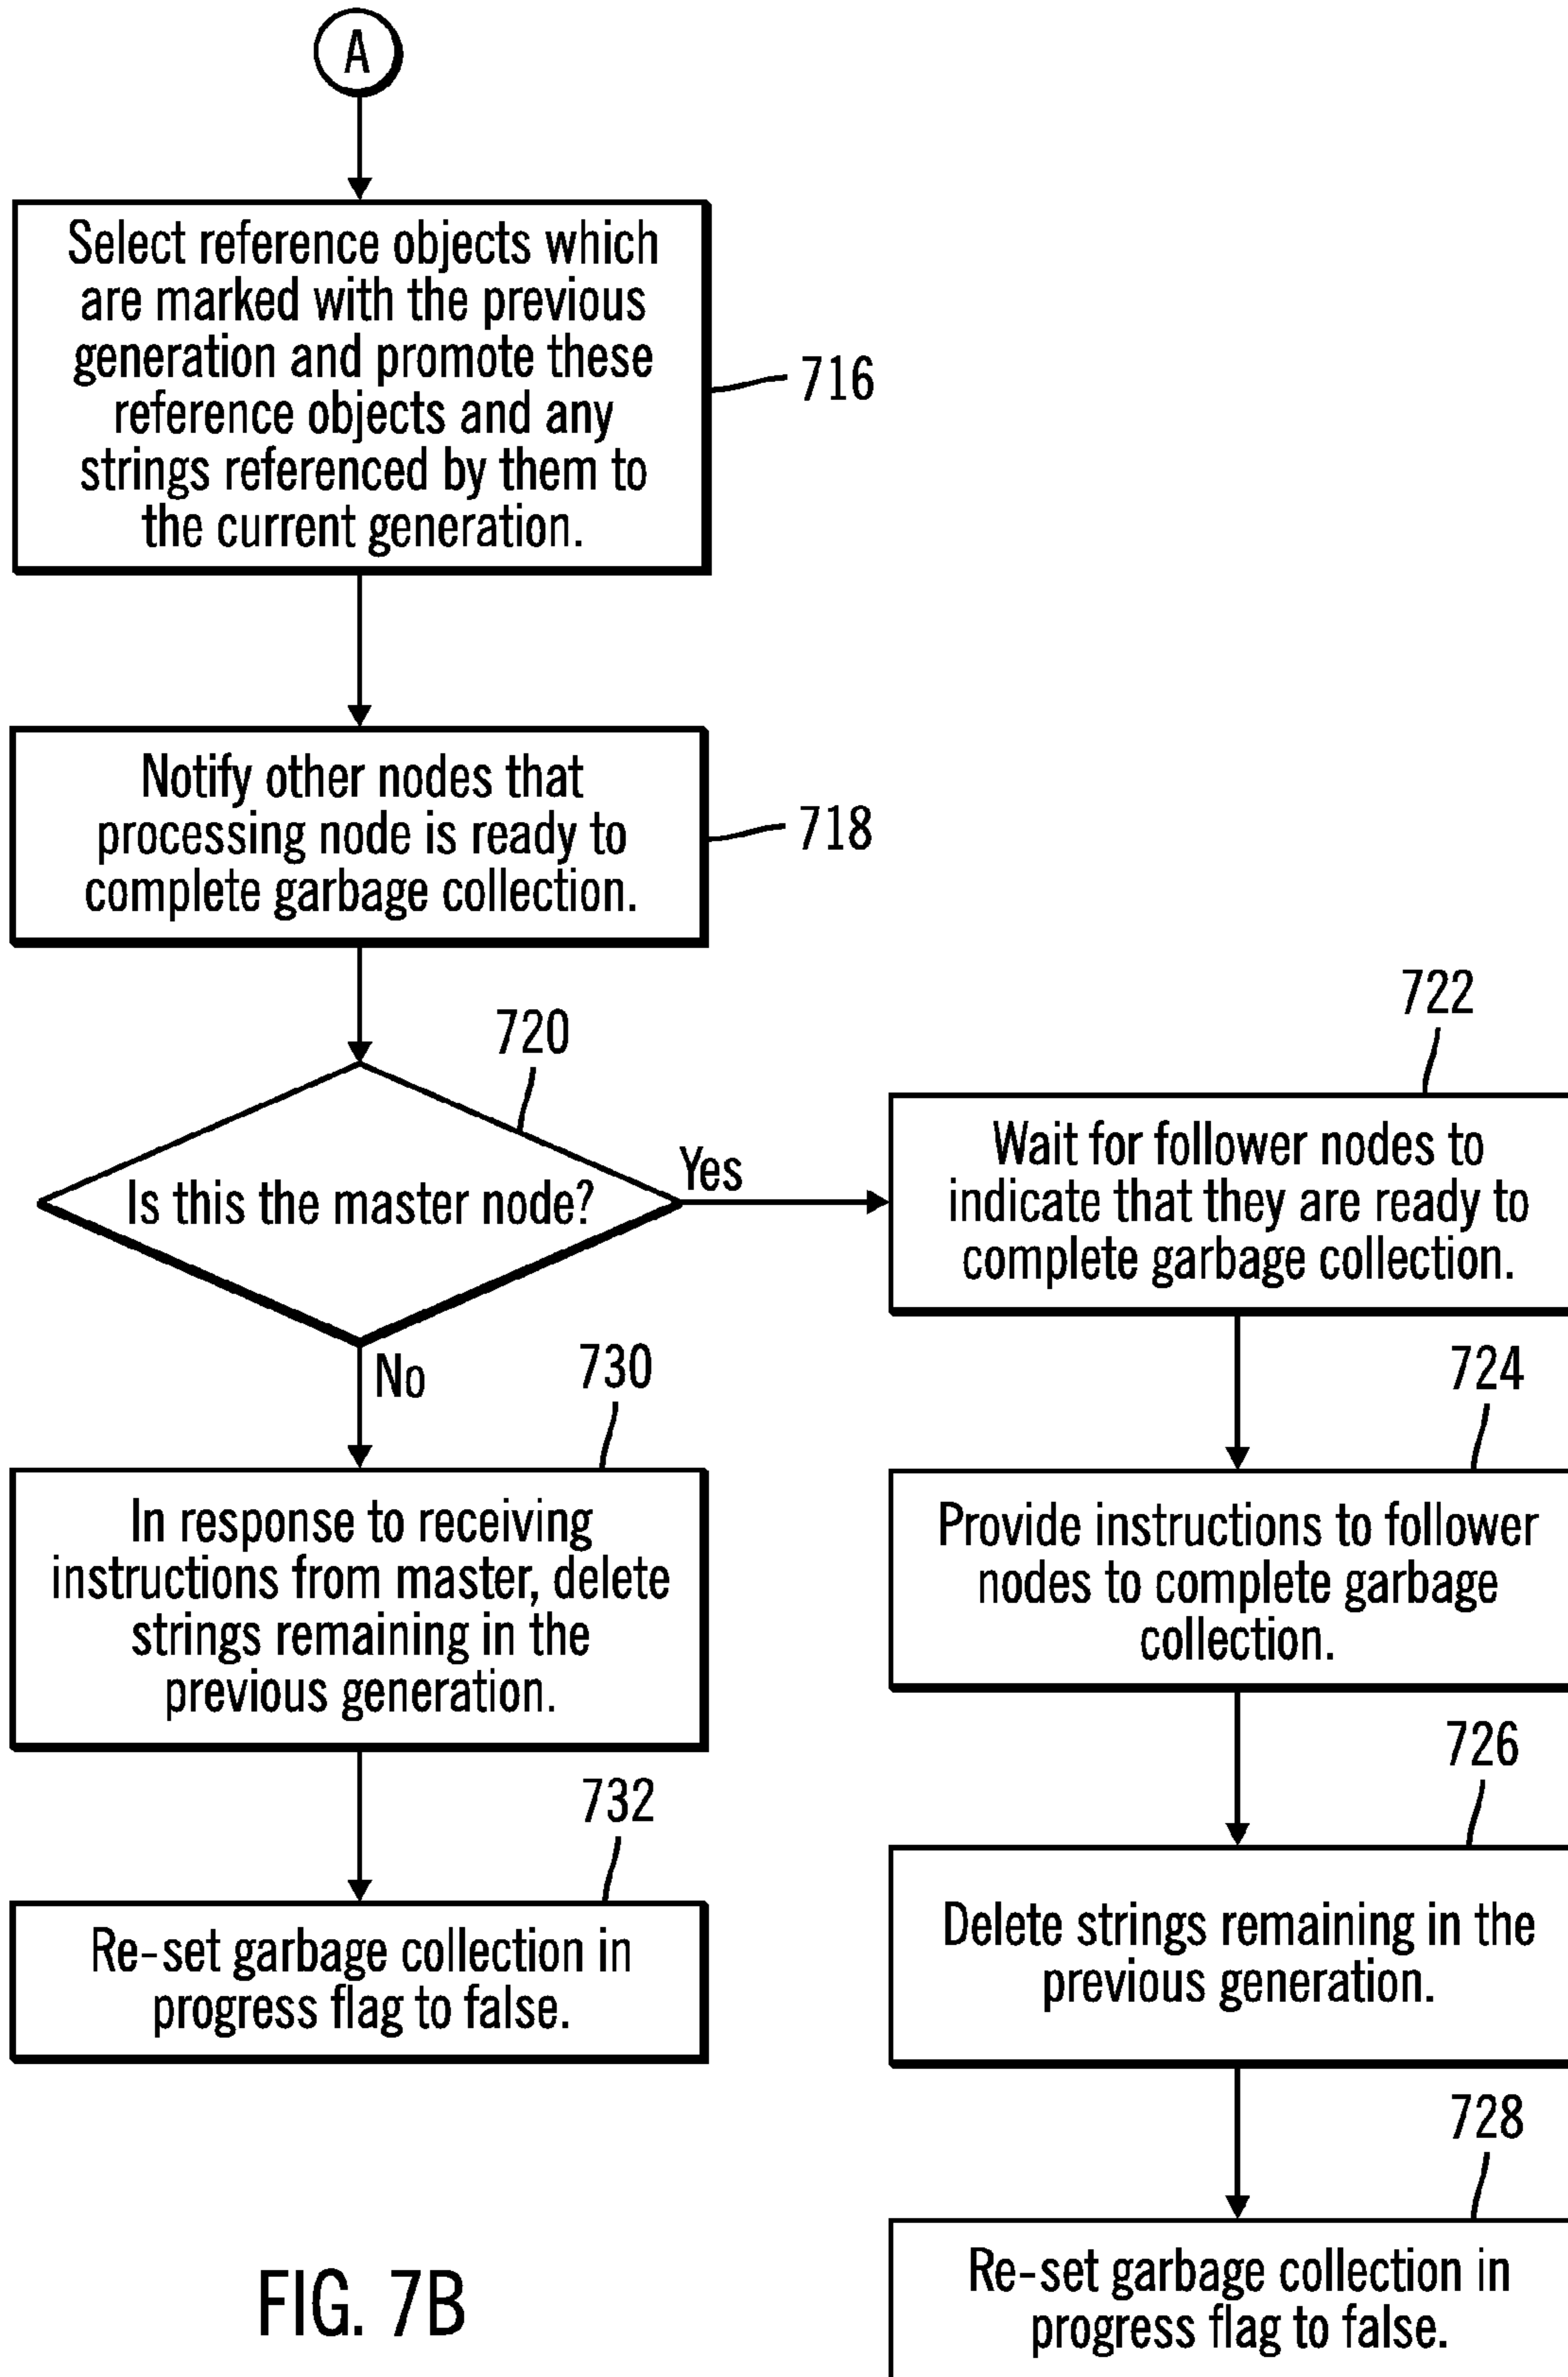 A
Select reference objects which
are marked with the previous
generation and promote these
reference objects and any
strings referenced by them to
the current generation.
716
Notify other nodes that
processing node is ready to
complete garbage collection.
718
720
Is this the master node?
Yes
No
722
Wait for follower nodes to
indicate that they are ready to
complete garbage collection.
724
Provide instructions to follower
nodes to complete garbage
collection.
726
Delete strings remaining in the
previous generation.
728
Re-set garbage collection in
progress flag to false.
730
In response to receiving
instructions from master, delete
strings remaining in the
previous generation.
732
Re-set garbage collection in
progress flag to false.
FIG. 7B